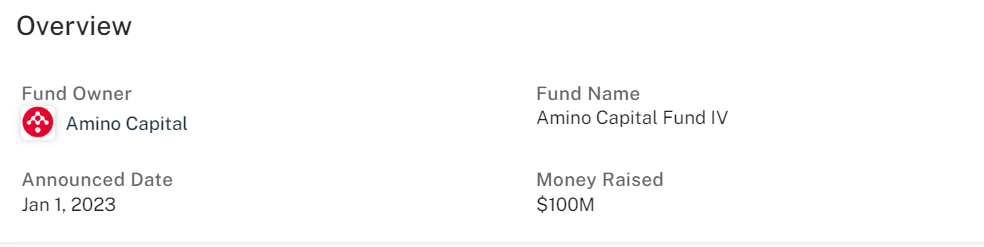 Overview
Fund Owner
Amino Capital
Fund Name
Amino Capital Fund IV
Announced Date
Jan 1, 2023
Money Raised
$100M